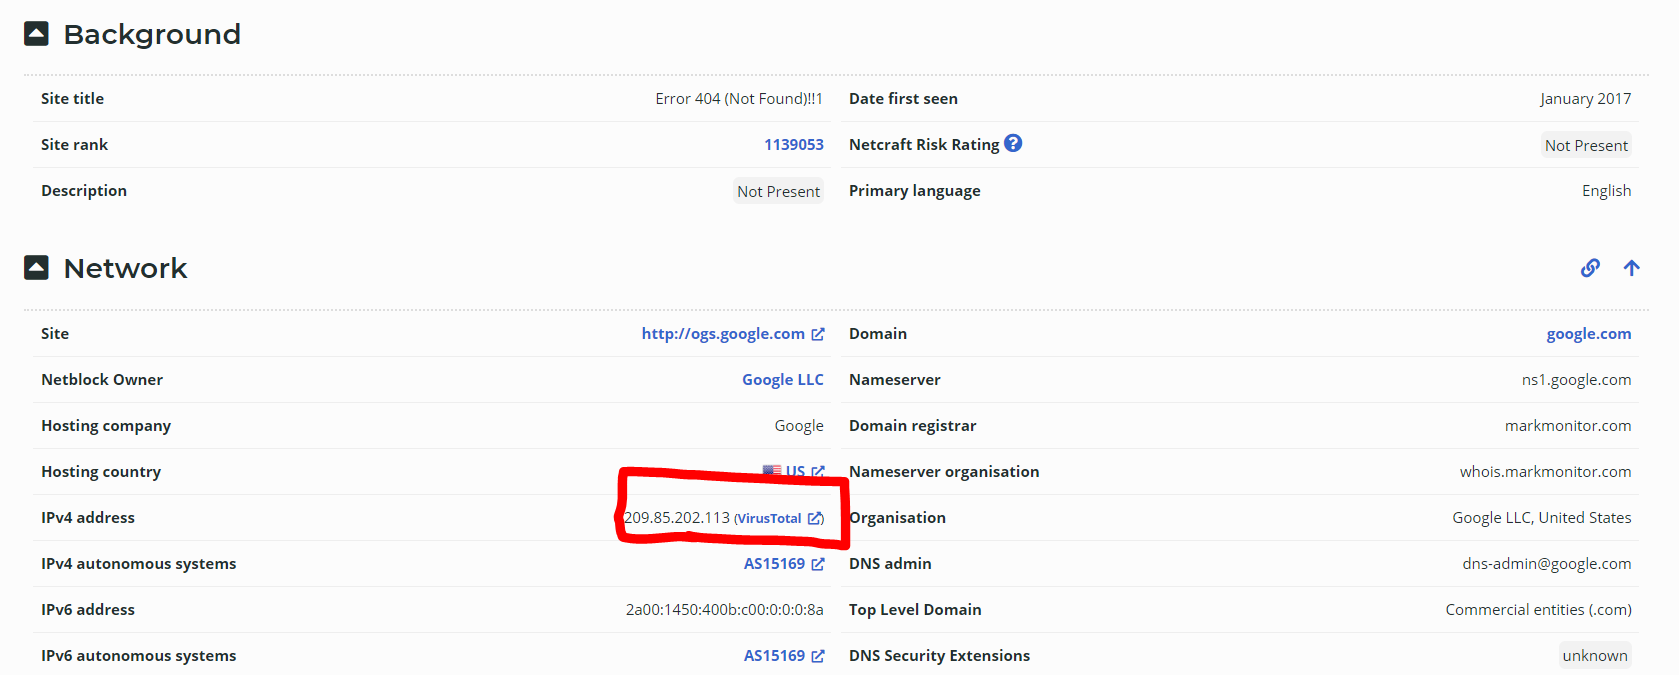 Background
Site title Error 404 (Not Found)!!1 Date first seen January 2017
Site rank 1139053 Netcraft Risk Rating ? Not Present
Description Not Present Primary language English
Network
Site http://ogs.google.com Domain google.com
Netblock Owner Google LLC Nameserver ns1.google.com
Hosting company Google Domain registrar markmonitor.com
Hosting country US Nameserver organisation whois.markmonitor.com
IPv4 address 209.85.202.113 (VirusTotal) Organisation Google LLC, United States
IPv4 autonomous systems AS15169 DNS admin dns-admin@google.com
IPv6 address 2a00:1450:400b:c00:0:0:0:8a Top Level Domain Commercial entities (.com)
IPv6 autonomous systems AS15169 DNS Security Extensions unknown